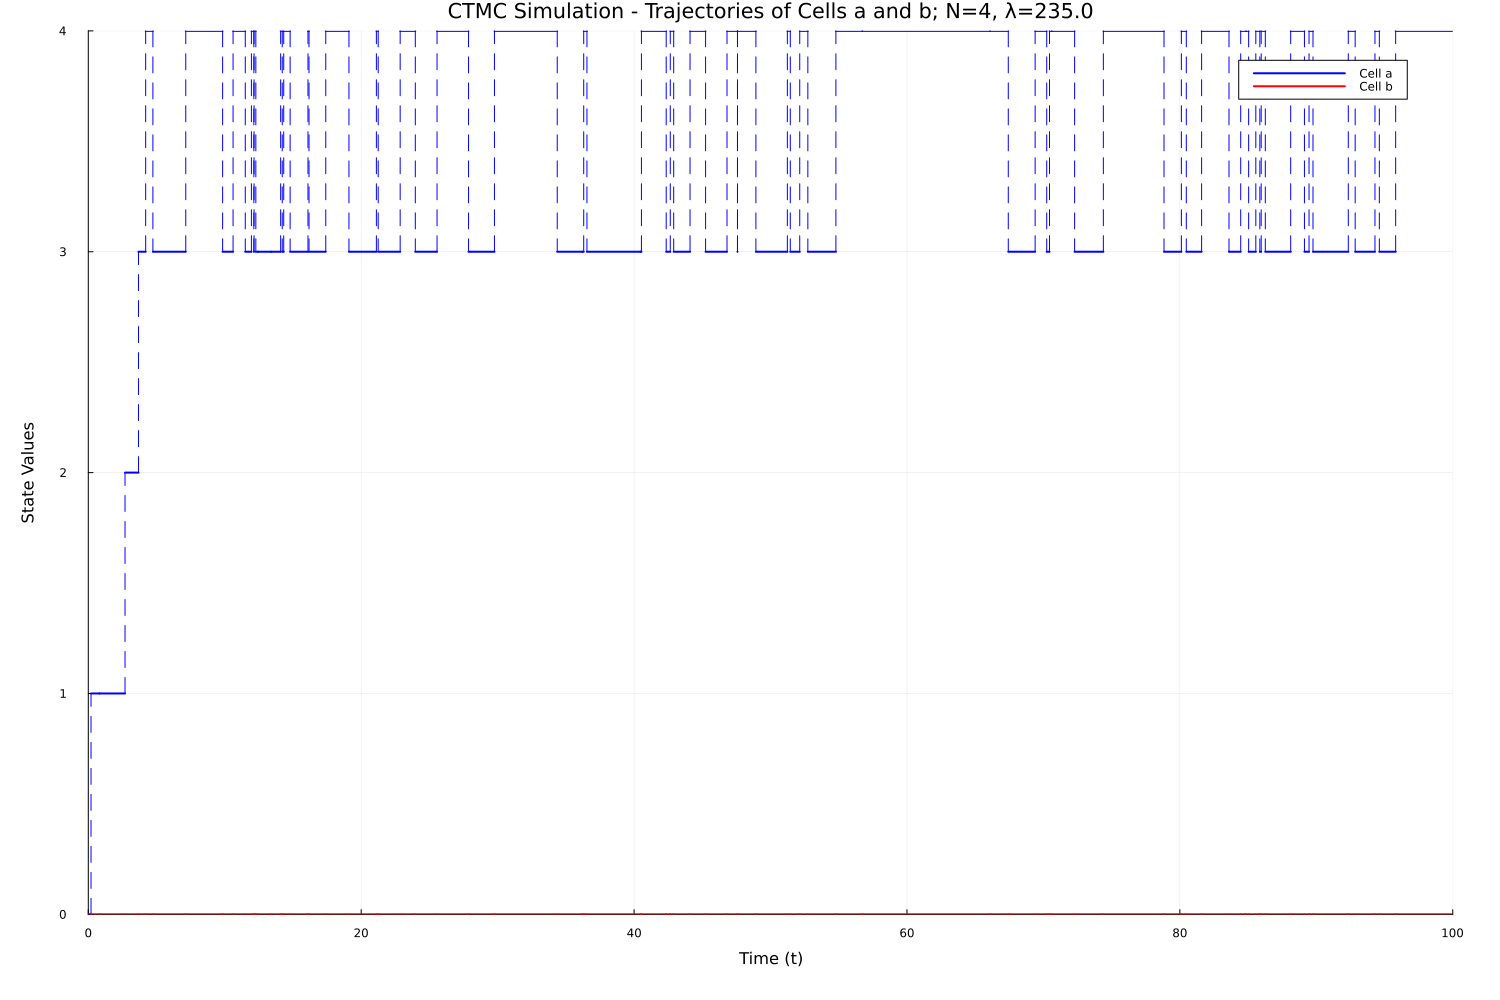 CTMC Simulation - Trajectories of Cells a and b; N=4, λ=235.0
4
Cell a
Cell b
3
State Values
2
1
0
0 20 40 60 80 100
Time (t)